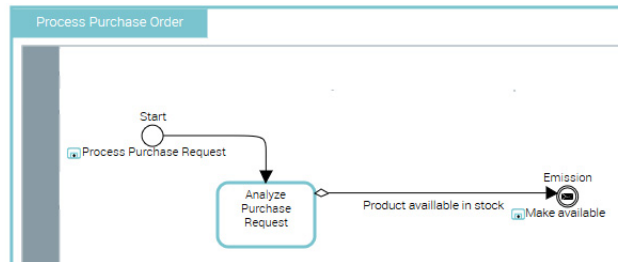 Process Purchase Order
Start
Process Purchase Request
Analyze
Purchase
Request
Product availlable in stock
Emission
Make available